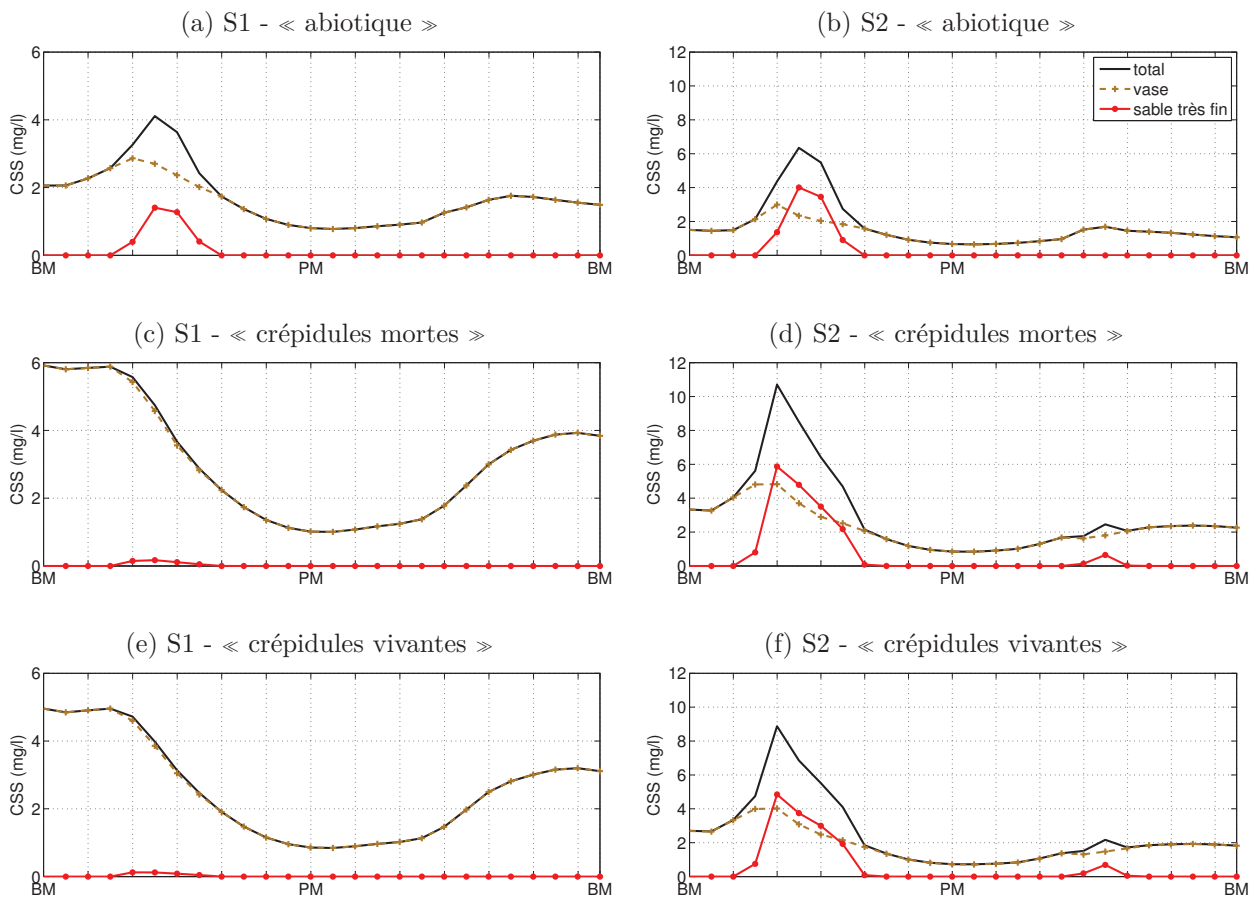 (a) S1 - ≪ abiotique ≫
6
4
2
0
CSS (mg/l)
BM
PM
BM
(b) S2 - ≪ abiotique ≫
12
10
8
6
4
2
0
CSS (mg/l)
total
vase
sable très fin
BM
PM
BM
(c) S1 - ≪ crépidules mortes ≫
6
4
2
0
CSS (mg/l)
BM
PM
BM
(d) S2 - ≪ crépidules mortes ≫
12
10
8
6
4
2
0
CSS (mg/l)
BM
PM
BM
(e) S1 - ≪ crépidules vivantes ≫
6
4
2
0
CSS (mg/l)
BM
PM
BM
(f) S2 - ≪ crépidules vivantes ≫
12
10
8
6
4
2
0
CSS (mg/l)
BM
PM
BM